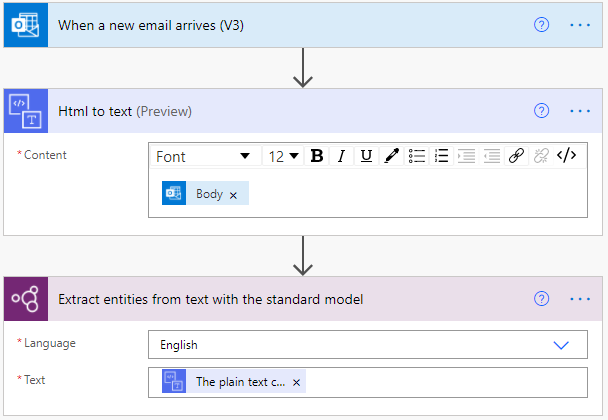 When a new email arrives (V3)
Html to text (Preview)
* Content
Font 12 B I U </>
Body ×
Extract entities from text with the standard model
* Language English
* Text The plain text c... ×